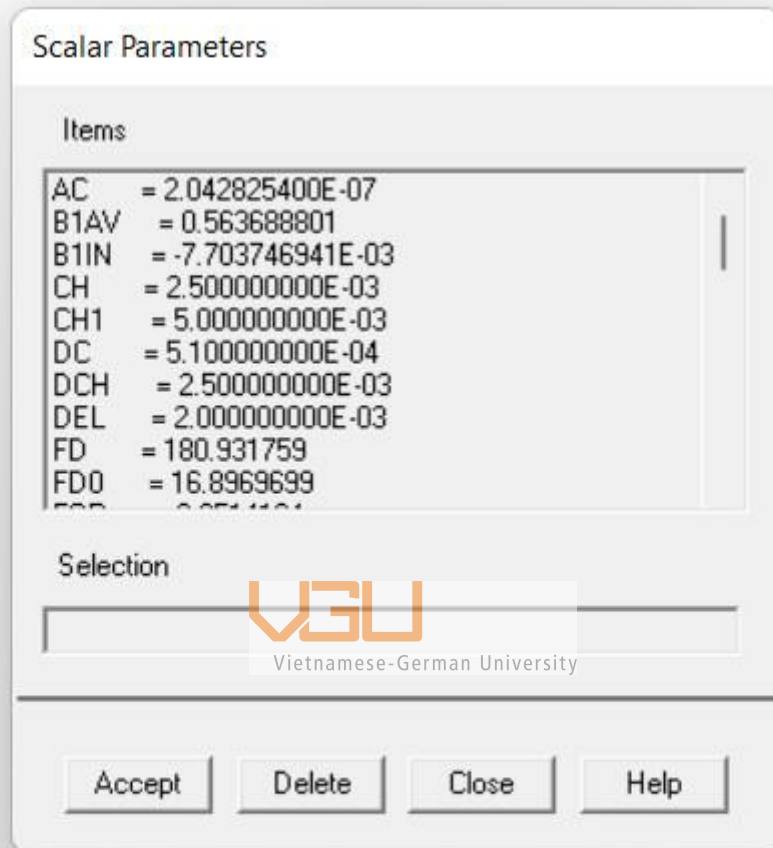 Scalar Parameters
Items
AC = 2.042825400E-07
B1AV = 0.563688801
B1IN = -7.703746941E-03
CH = 2.500000000E-03
CH1 = 5.000000000E-03
DC = 5.100000000E-04
DCH = 2.500000000E-03
DEL = 2.000000000E-03
FD = 180.931759
FD0 = 16.8969699
Selection
VGU
Vietnamese-German University
Accept Delete Close Help